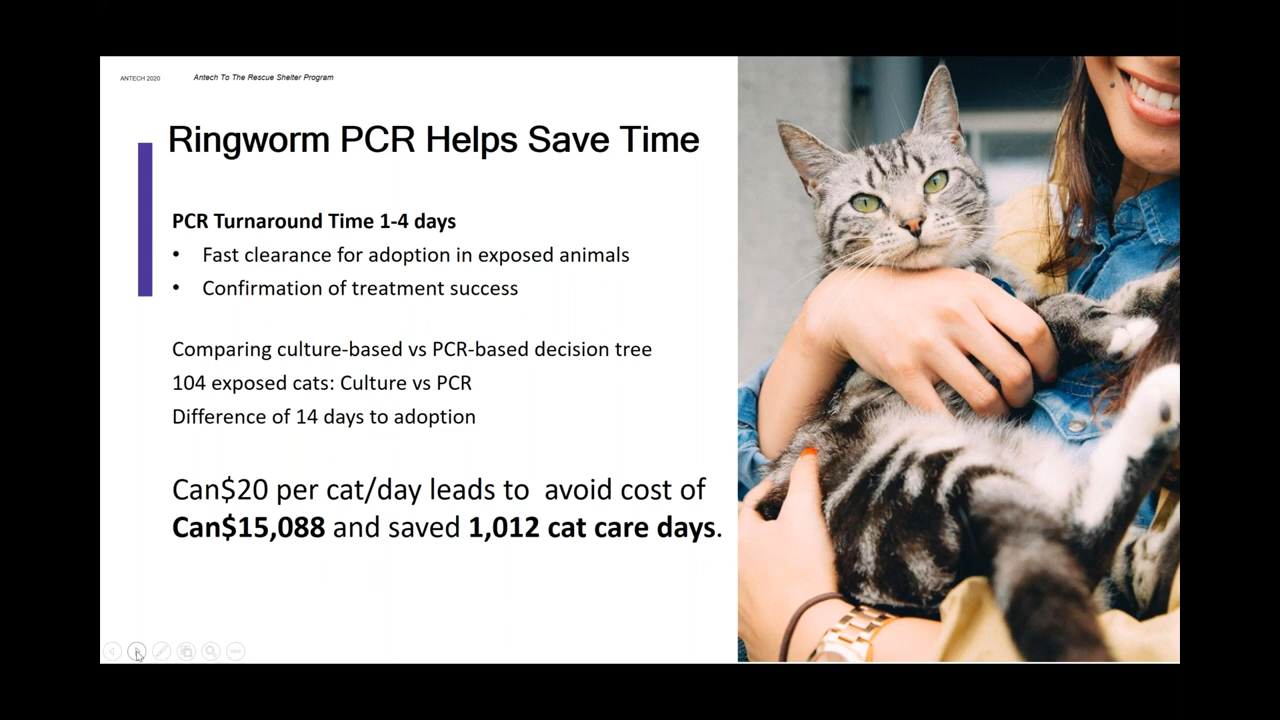 ANTECH 2020 Antech To The Rescue Shelter Program
Ringworm PCR Helps Save Time
PCR Turnaround Time 1-4 days
• Fast clearance for adoption in exposed animals
• Confirmation of treatment success
Comparing culture-based vs PCR-based decision tree
104 exposed cats: Culture vs PCR
Difference of 14 days to adoption
Can$20 per cat/day leads to avoid cost of
Can$15,088 and saved 1,012 cat care days.